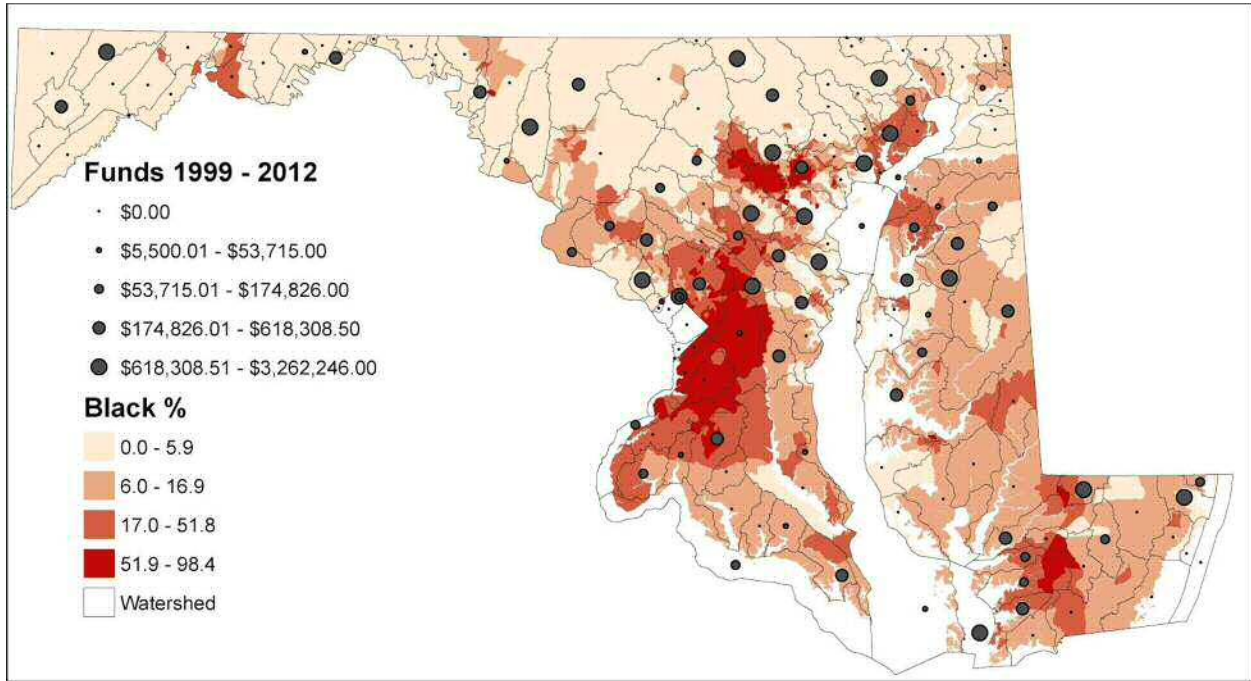 Funds 1999 - 2012
$0.00
$5,500.01 - $53,715.00
$53,715.01 - $174,826.00
$174,826.01 - $618,308.50
$618,308.51 - $3,262,246.00
Black %
0.0 - 5.9
6.0 - 16.9
17.0 - 51.8
51.9 - 98.4
Watershed